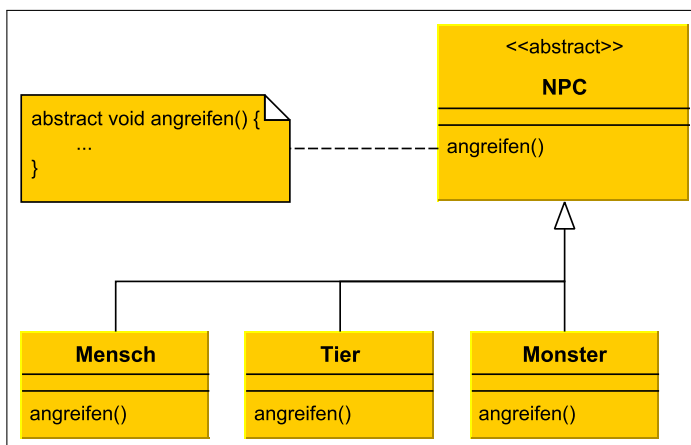 <<abstract>>
NPC
angreifen()
abstract void angreifen() {
...
}
Mensch
angreifen()
Tier
angreifen()
Monster
angreifen()